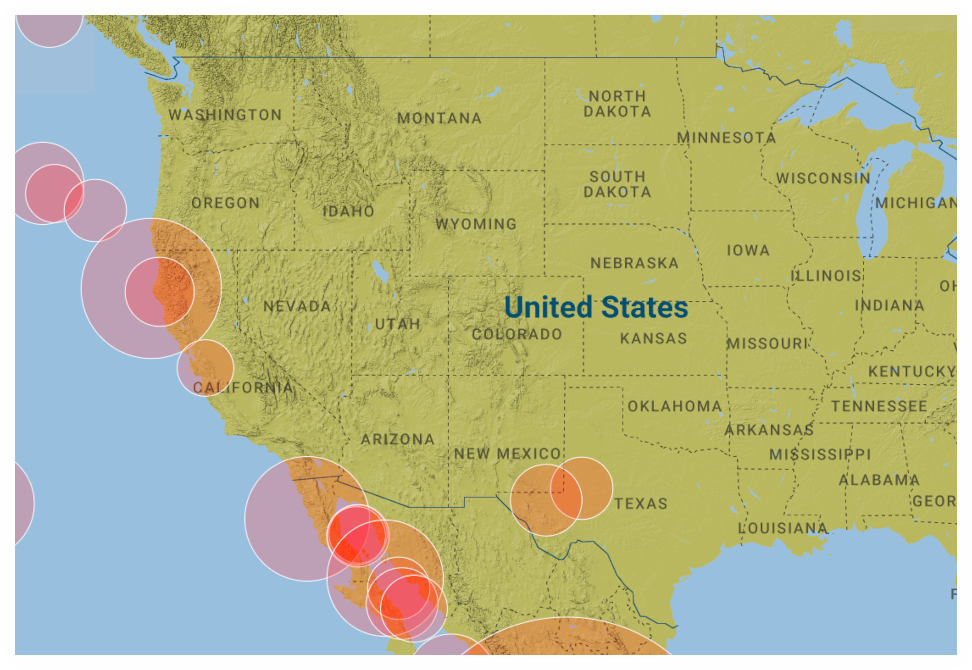 WASHINGTON
MONTANA
NORTH
DAKOTA
MINNESOTA
SOUTH
DAKOTA
WISCONSIN
MICHIGAN
OREGON
IDAHO
WYOMING
IOWA
NEBRASKA
ILLINOIS
OH
INDIANA
NEVADA
United States
UTAH
COLORADO
KANSAS
MISSOURI
KENTUCKY
CALIFORNIA
OKLAHOMA
TENNESSEE
ARKANSAS
ARIZONA
NEW MEXICO
MISSISSIPPI
ALABAMA
TEXAS
GEOR
LOUISIANA